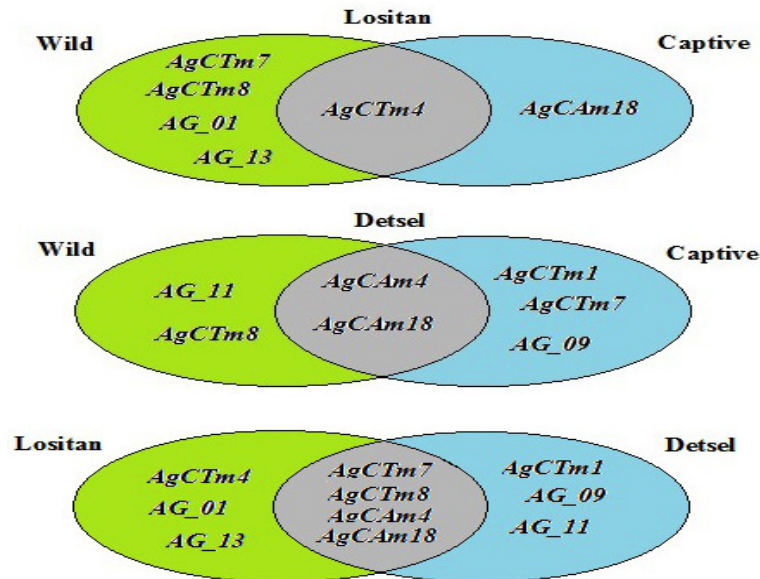 Lositan
Wild
Captive
AgCTm7
AgCTm8
AG_01
AG_13
AgCTm4
AgCAm18
Detsel
Wild
Captive
AG_11
AgCTm8
AgCAm4
AgCAm18
AgCTm1
AgCTm7
AG_09
Lositan
Detsel
AgCTm4
AG_01
AG_13
AgCTm7
AgCTm8
AgCAm4
AgCAm18
AgCTm1
AG_09
AG_11